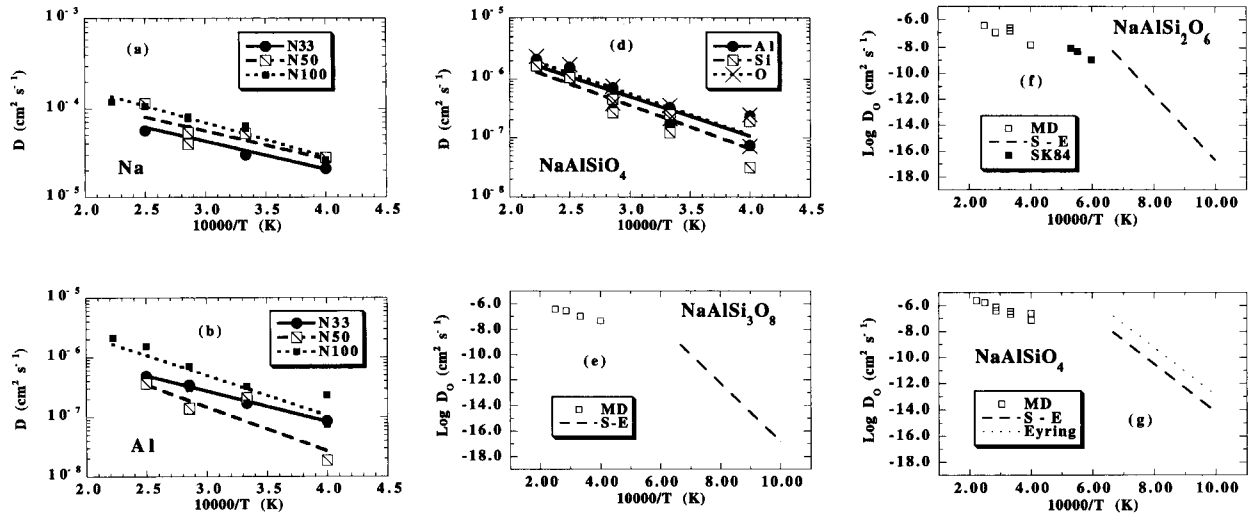 10⁻³
10⁻⁴
10⁻⁵
D (cm² s⁻¹)
(a)
N33
N50
N100
Na
2.0 2.5 3.0 3.5 4.0 4.5
10000/T (K)
10⁻⁵
10⁻⁶
10⁻⁷
10⁻⁸
D (cm² s⁻¹)
(d)
Al
Si
O
NaAlSiO₄
2.0 2.5 3.0 3.5 4.0 4.5
10000/T (K)
-6.0
-8.0
-10.0
-12.0
-14.0
-16.0
-18.0
Log Dₒ (cm² s⁻¹)
NaAlSi₂O₆
(f)
MD
S - E
SK84
2.00 4.00 6.00 8.00 10.00
10000/T (K)
10⁻⁵
10⁻⁶
10⁻⁷
10⁻⁸
D (cm² s⁻¹)
(b)
N33
N50
N100
Al
2.0 2.5 3.0 3.5 4.0 4.5
10000/T (K)
-6.0
-8.0
-10.0
-12.0
-14.0
-16.0
-18.0
Log Dₒ (cm² s⁻¹)
NaAlSi₃O₈
(e)
MD
S-E
2.00 4.00 6.00 8.00 10.00
10000/T (K)
-6.0
-8.0
-10.0
-12.0
-14.0
-16.0
-18.0
Log Dₒ (cm² s⁻¹)
NaAlSiO₄
MD
S - E
Eyring
(g)
2.00 4.00 6.00 8.00 10.00
10000/T (K)